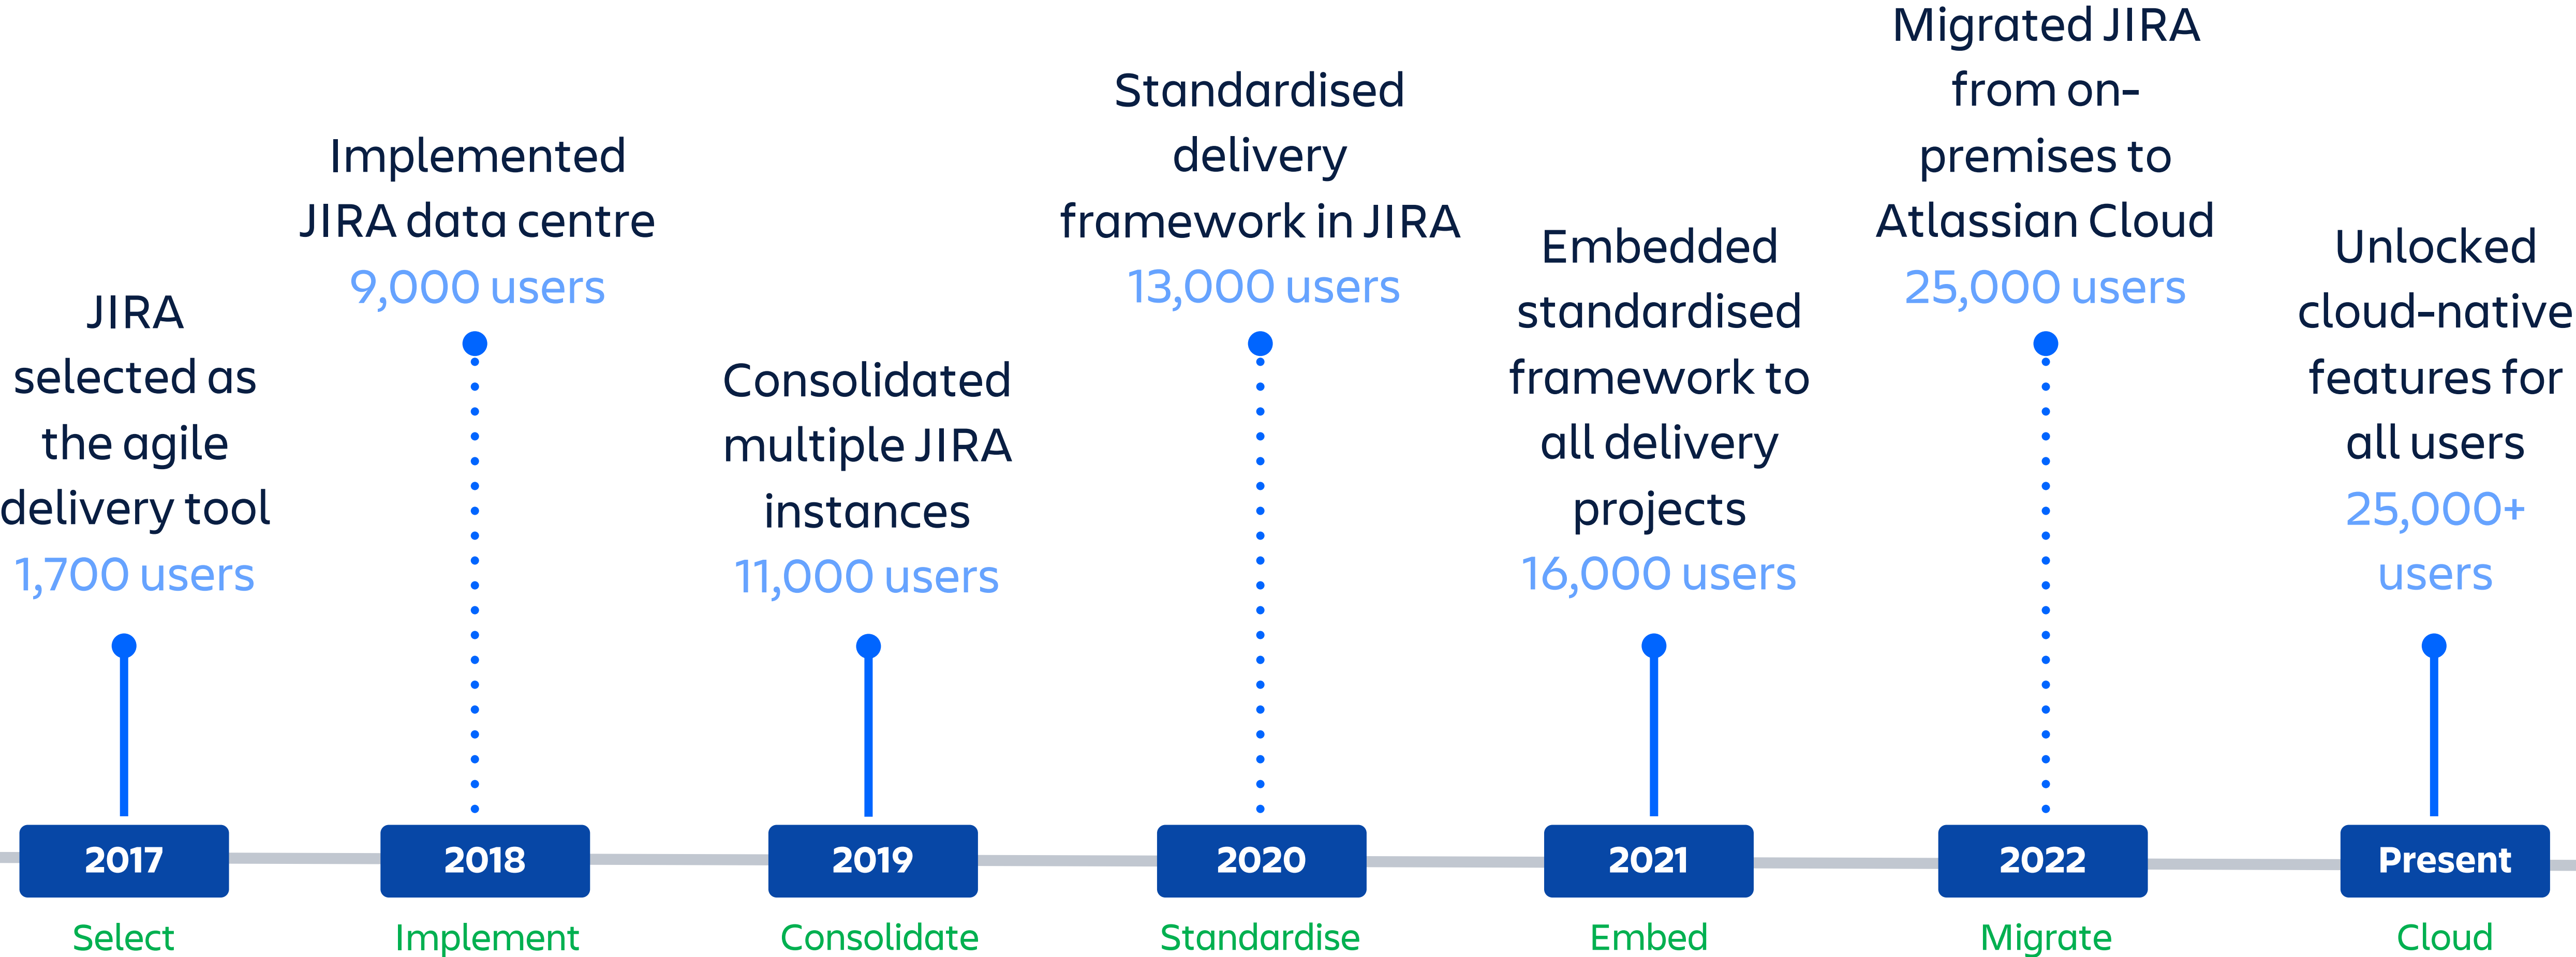 JIRA
selected as
the agile
delivery tool
1,700 users
Implemented
JIRA data centre
9,000 users
Consolidated
multiple JIRA
instances
11,000 users
Standardised
delivery
framework in JIRA
13,000 users
Embedded
standardised
framework to
all delivery
projects
16,000 users
Migrated JIRA
from on-
premises to
Atlassian Cloud
25,000 users
Unlocked
cloud-native
features for
all users
25,000+
users
2017
2018
2019
2020
2021
2022
Present
Select
Implement
Consolidate
Standardise
Embed
Migrate
Cloud